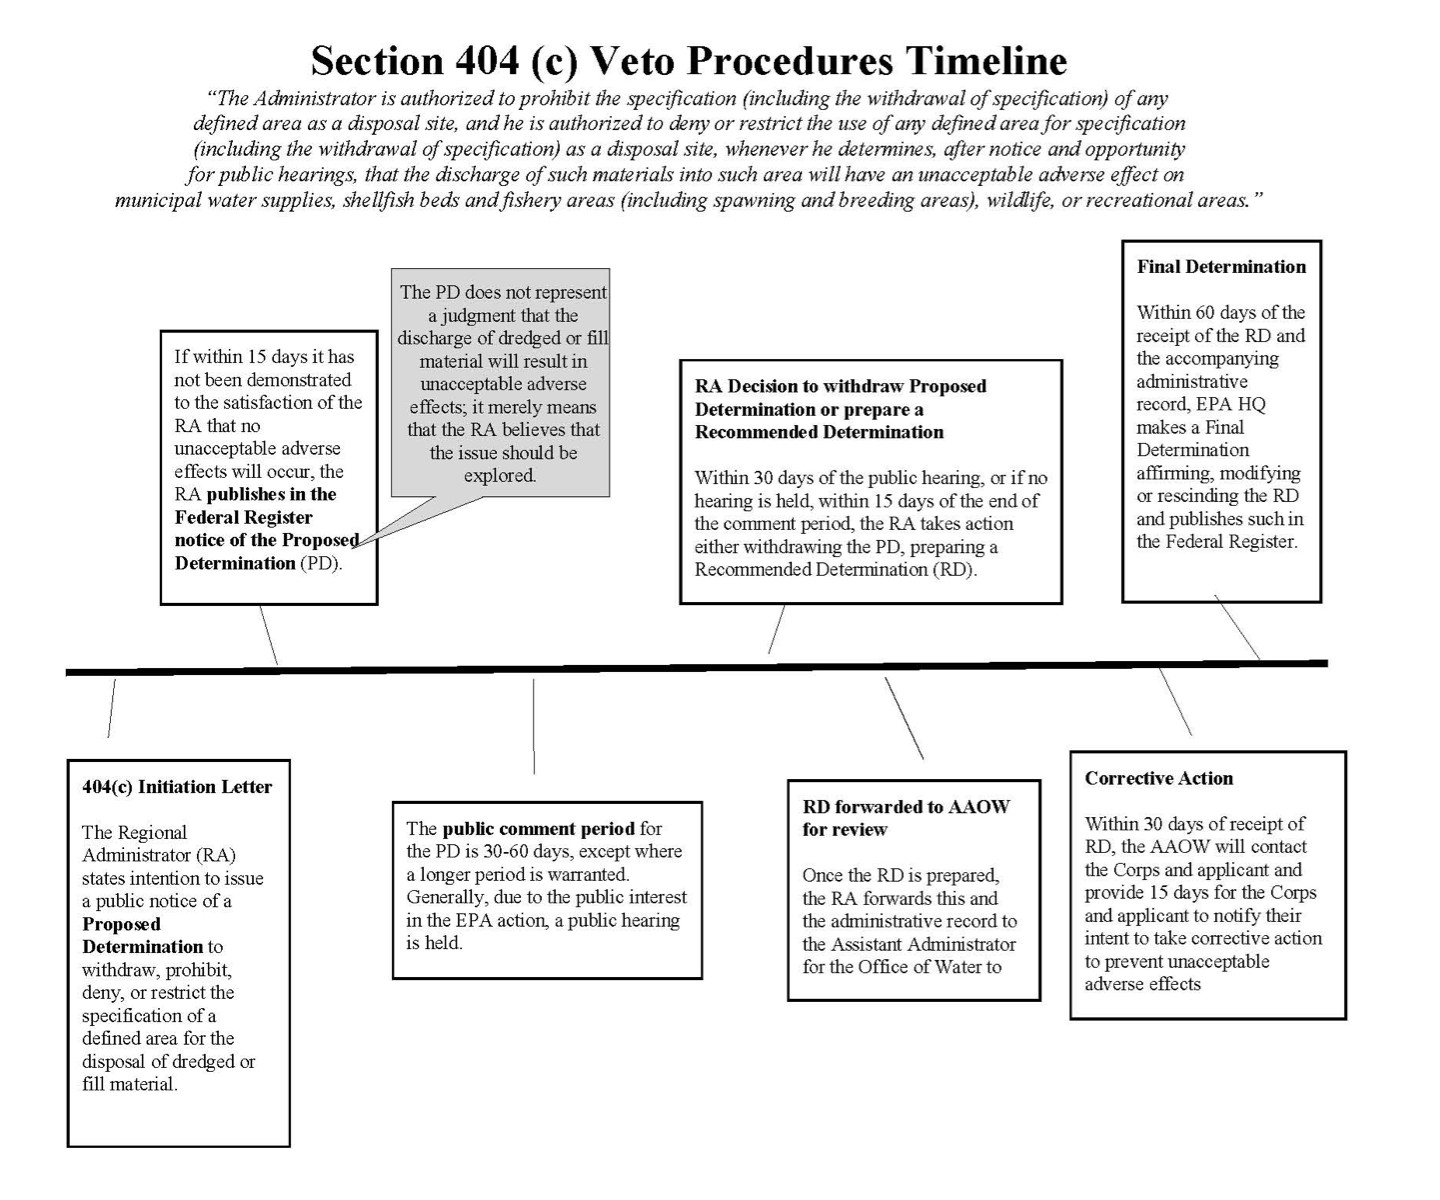 Section 404 (c) Veto Procedures Timeline
“The Administrator is authorized to prohibit the specification (including the withdrawal of specification) of any
defined area as a disposal site, and he is authorized to deny or restrict the use of any defined area for specification
(including the withdrawal of specification) as a disposal site, whenever he determines, after notice and opportunity
for public hearings, that the discharge of such materials into such area will have an unacceptable adverse effect on
municipal water supplies, shellfish beds and fishery areas (including spawning and breeding areas), wildlife, or recreational areas.”
404(c) Initiation Letter
The Regional
Administrator (RA)
states intention to issue
a public notice of a
Proposed
Determination to
withdraw, prohibit,
deny, or restrict the
specification of a
defined area for the
disposal of dredged or
fill material.
If within 15 days it has
not been demonstrated
to the satisfaction of the
RA that no
unacceptable adverse
effects will occur, the
RA publishes in the
Federal Register
notice of the Proposed
Determination (PD).
The PD does not represent
a judgment that the
discharge of dredged or fill
material will result in
unacceptable adverse
effects; it merely means
that the RA believes that
the issue should be
explored.
The public comment period for
the PD is 30-60 days, except where
a longer period is warranted.
Generally, due to the public interest
in the EPA action, a public hearing
is held.
RA Decision to withdraw Proposed
Determination or prepare a
Recommended Determination
Within 30 days of the public hearing, or if no
hearing is held, within 15 days of the end of
the comment period, the RA takes action
either withdrawing the PD, preparing a
Recommended Determination (RD).
RD forwarded to AAOW
for review
Once the RD is prepared,
the RA forwards this and
the administrative record to
the Assistant Administrator
for the Office of Water to
Corrective Action
Within 30 days of receipt of
RD, the AAOW will contact
the Corps and applicant and
provide 15 days for the Corps
and applicant to notify their
intent to take corrective action
to prevent unacceptable
adverse effects
Final Determination
Within 60 days of the
receipt of the RD and
the accompanying
administrative
record, EPA HQ
makes a Final
Determination
affirming, modifying
or rescinding the RD
and publishes such in
the Federal Register.